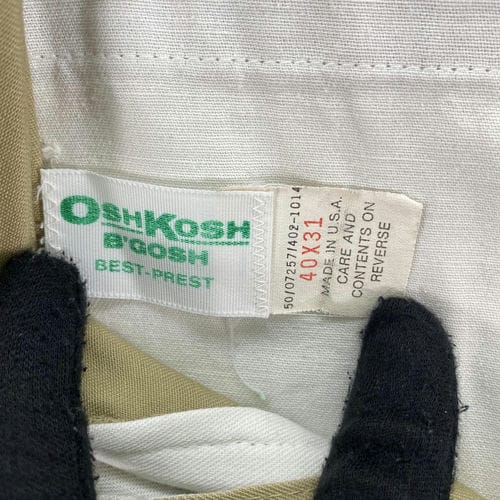 OSHKOSH
B'GOSH
BEST-PREST
50/07257/402-1014
40X31
MADE IN U.S.A.
CARE AND
CONTENTS ON
REVERSE